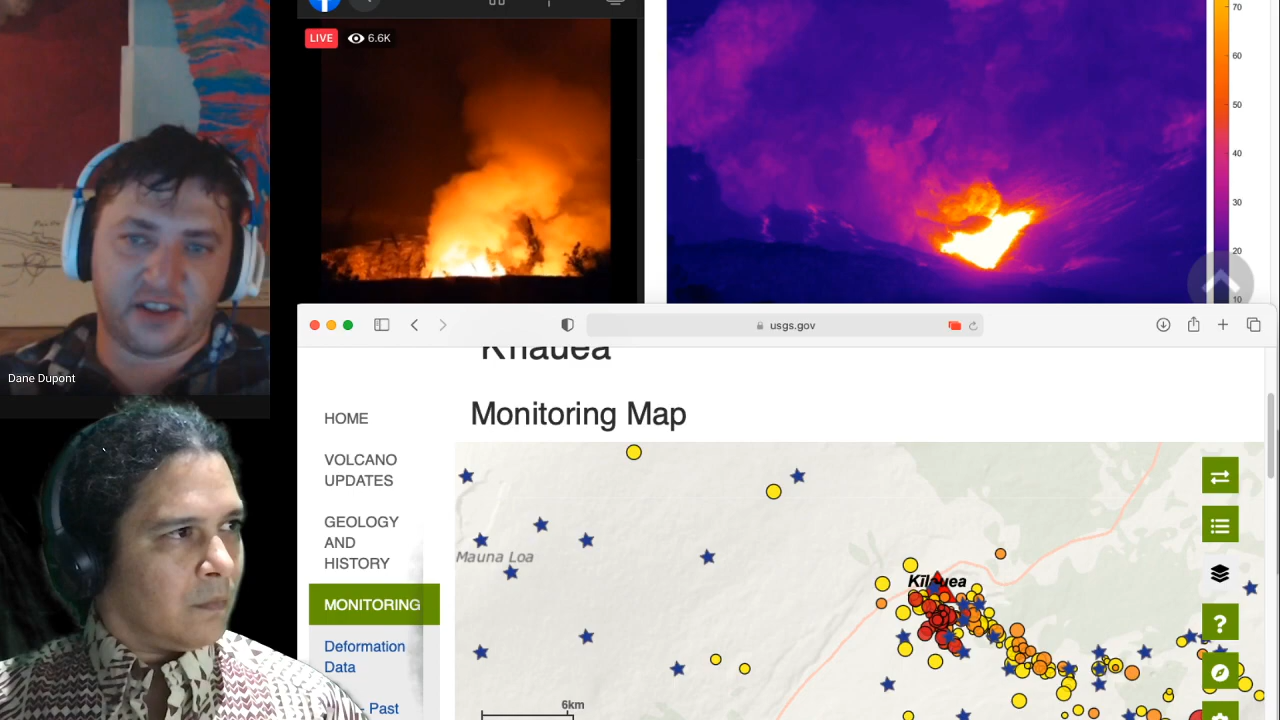 LIVE
6.6K
70
60
50
40
30
20
10
Dane Dupont
usgs.gov
Kīlauea
HOME
VOLCANO
UPDATES
GEOLOGY
AND
HISTORY
MONITORING
Deformation
Data
Past
Monitoring Map
Mauna Loa
Kīlauea
6km
?